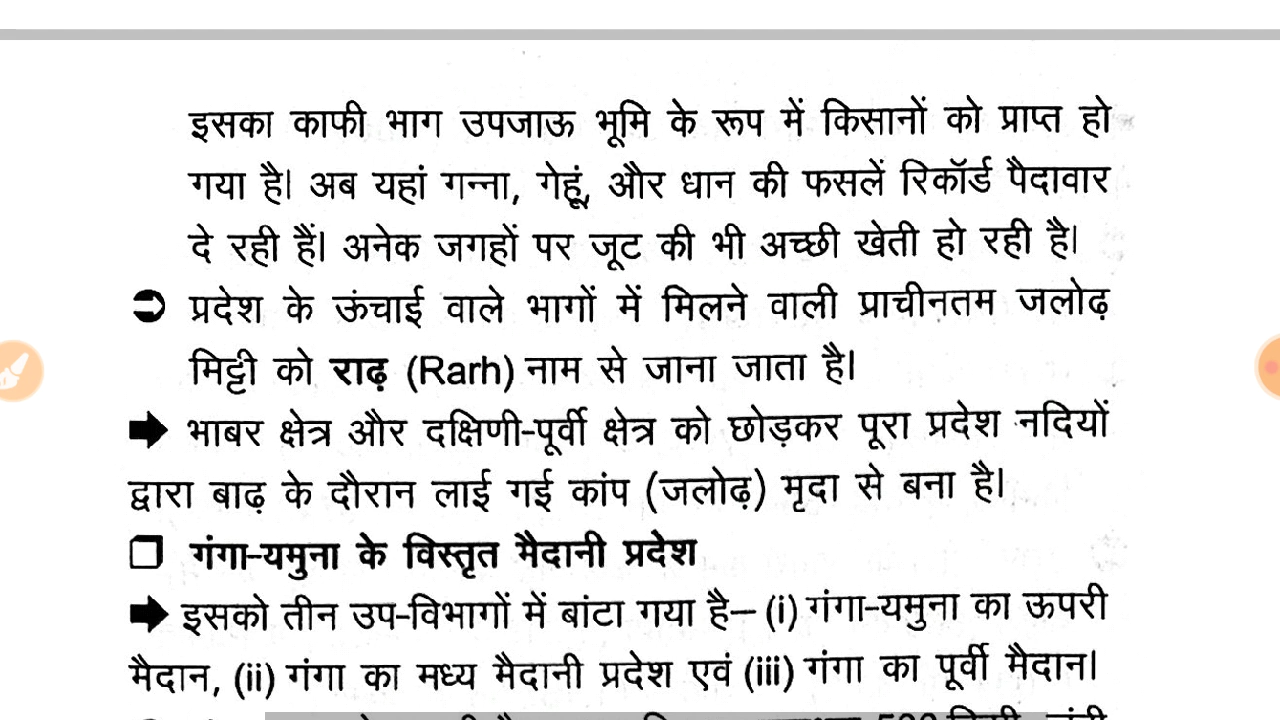 इसका काफी भाग उपजाऊ भूमि के रूप में किसानों को प्राप्त हो
गया है। अब यहां गन्ना, गेहूं, और धान की फसलें रिकॉर्ड पैदावार
दे रही हैं। अनेक जगहों पर जूट की भी अच्छी खेती हो रही है।
➲ प्रदेश के ऊंचाई वाले भागों में मिलने वाली प्राचीनतम जलोढ़
मिट्टी को राढ़ (Rarh) नाम से जाना जाता है।
➡ भाबर क्षेत्र और दक्षिणी-पूर्वी क्षेत्र को छोड़कर पूरा प्रदेश नदियों
द्वारा बाढ़ के दौरान लाई गई कांप (जलोढ़) मृदा से बना है।
❒ गंगा-यमुना के विस्तृत मैदानी प्रदेश
➡ इसको तीन उप-विभागों में बांटा गया है– (i) गंगा-यमुना का ऊपरी
मैदान, (ii) गंगा का मध्य मैदानी प्रदेश एवं (iii) गंगा का पूर्वी मैदान।